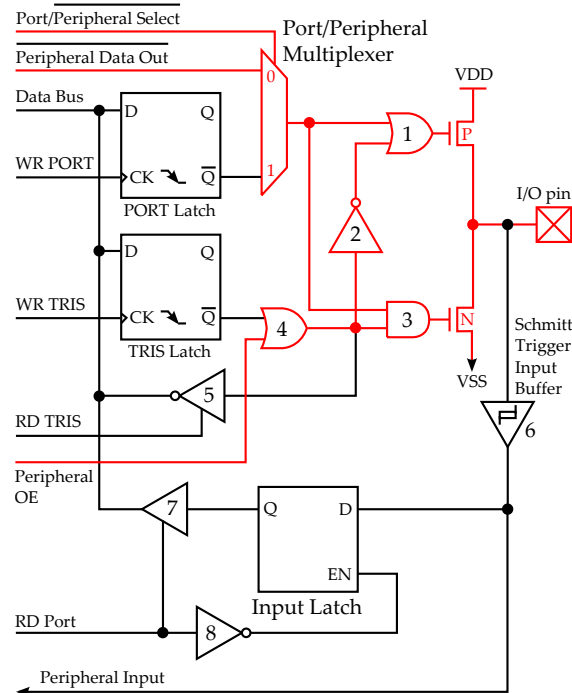 Port/Peripheral Select
Port/Peripheral
Multiplexer
Peripheral Data Out
0
VDD
Data Bus
D
Q
1
P
WR PORT
CK
Q
1
PORT Latch
I/O pin
2
D
Q
WR TRIS
CK
Q
4
3
N
TRIS Latch
Schmitt
Trigger
Input
Buffer
VSS
5
6
RD TRIS
Peripheral
OE
7
Q
D
EN
Input Latch
RD Port
8
Peripheral Input